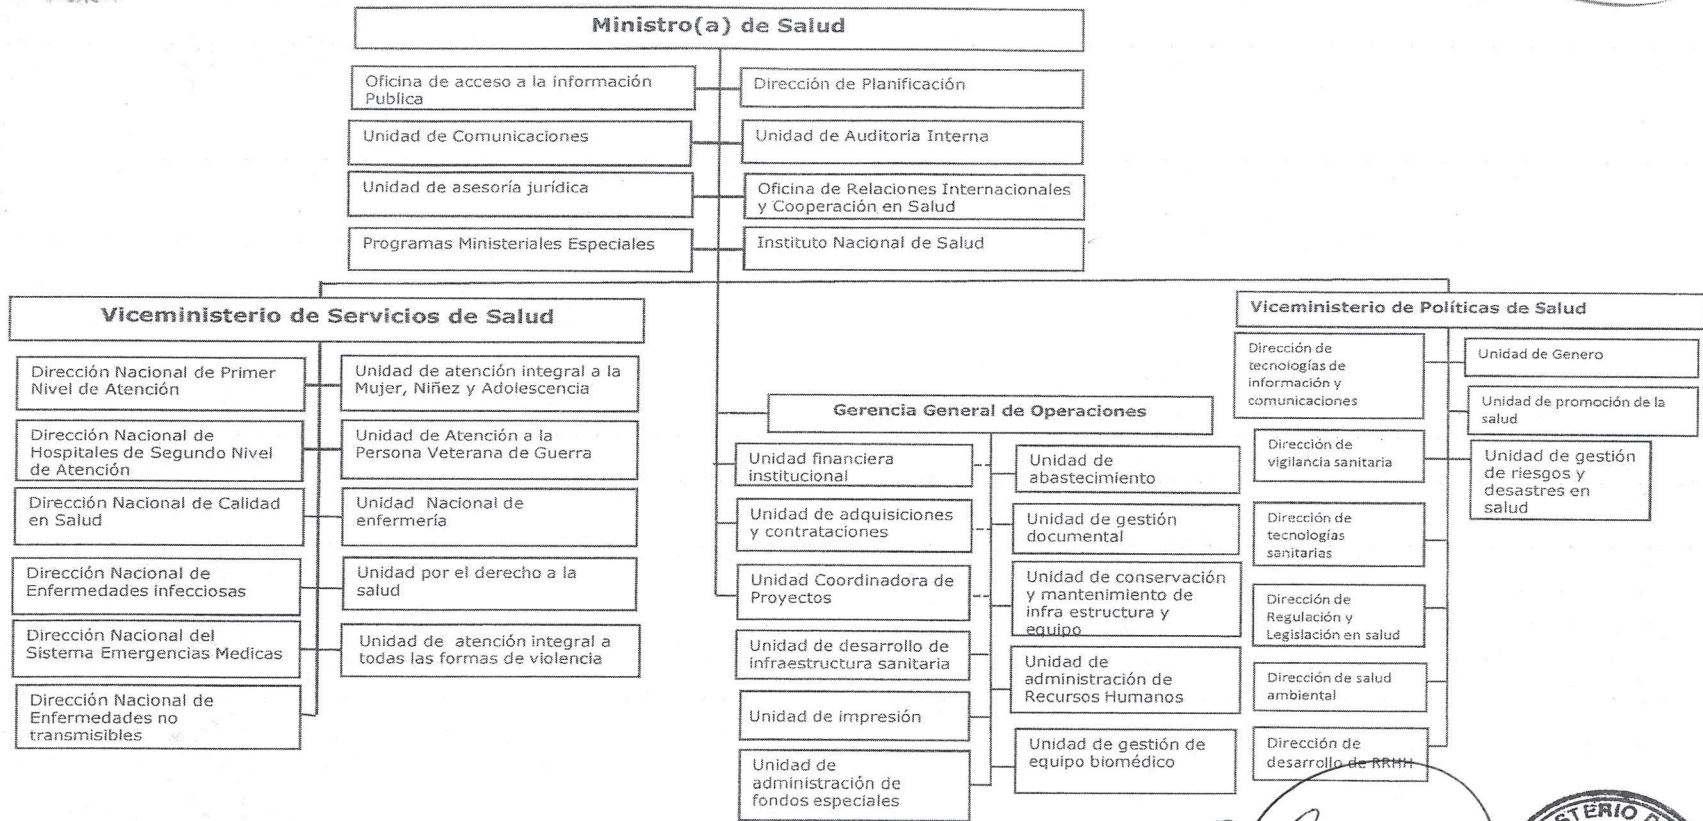 Ministro(a) de Salud
Oficina de acceso a la información
Publica
Dirección de Planificación
Unidad de Comunicaciones
Unidad de Auditoria Interna
Unidad de asesoría jurídica
Oficina de Relaciones Internacionales
y Cooperación en Salud
Programas Ministeriales Especiales
Instituto Nacional de Salud
Viceministerio de Servicios de Salud
Dirección Nacional de Primer
Nivel de Atención
Unidad de atención integral a la
Mujer, Niñez y Adolescencia
Dirección Nacional de
Hospitales de Segundo Nivel
de Atención
Unidad de Atención a la
Persona Veterana de Guerra
Dirección Nacional de Calidad
en Salud
Unidad Nacional de
enfermería
Dirección Nacional de
Enfermedades infecciosas
Unidad por el derecho a la
salud
Dirección Nacional del
Sistema Emergencias Medicas
Unidad de atención integral a
todas las formas de violencia
Dirección Nacional de
Enfermedades no
transmisibles
Gerencia General de Operaciones
Unidad financiera
institucional
Unidad de
abastecimiento
Unidad de adquisiciones
y contrataciones
Unidad de gestión
documental
Unidad Coordinadora de
Proyectos
Unidad de conservación
y mantenimiento de
infra estructura y
equipo
Unidad de desarrollo de
infraestructura sanitaria
Unidad de
administración de
Recursos Humanos
Unidad de impresión
Unidad de gestión de
equipo biomédico
Unidad de
administración de
fondos especiales
Viceministerio de Políticas de Salud
Dirección de
tecnologías de
información y
comunicaciones
Unidad de Genero
Unidad de promoción de la
salud
Dirección de
vigilancia sanitaria
Unidad de gestión
de riesgos y
desastres en
salud
Dirección de
tecnologías
sanitarias
Dirección de
Regulación y
Legislación en salud
Dirección de salud
ambiental
Dirección de
desarrollo de RRHH